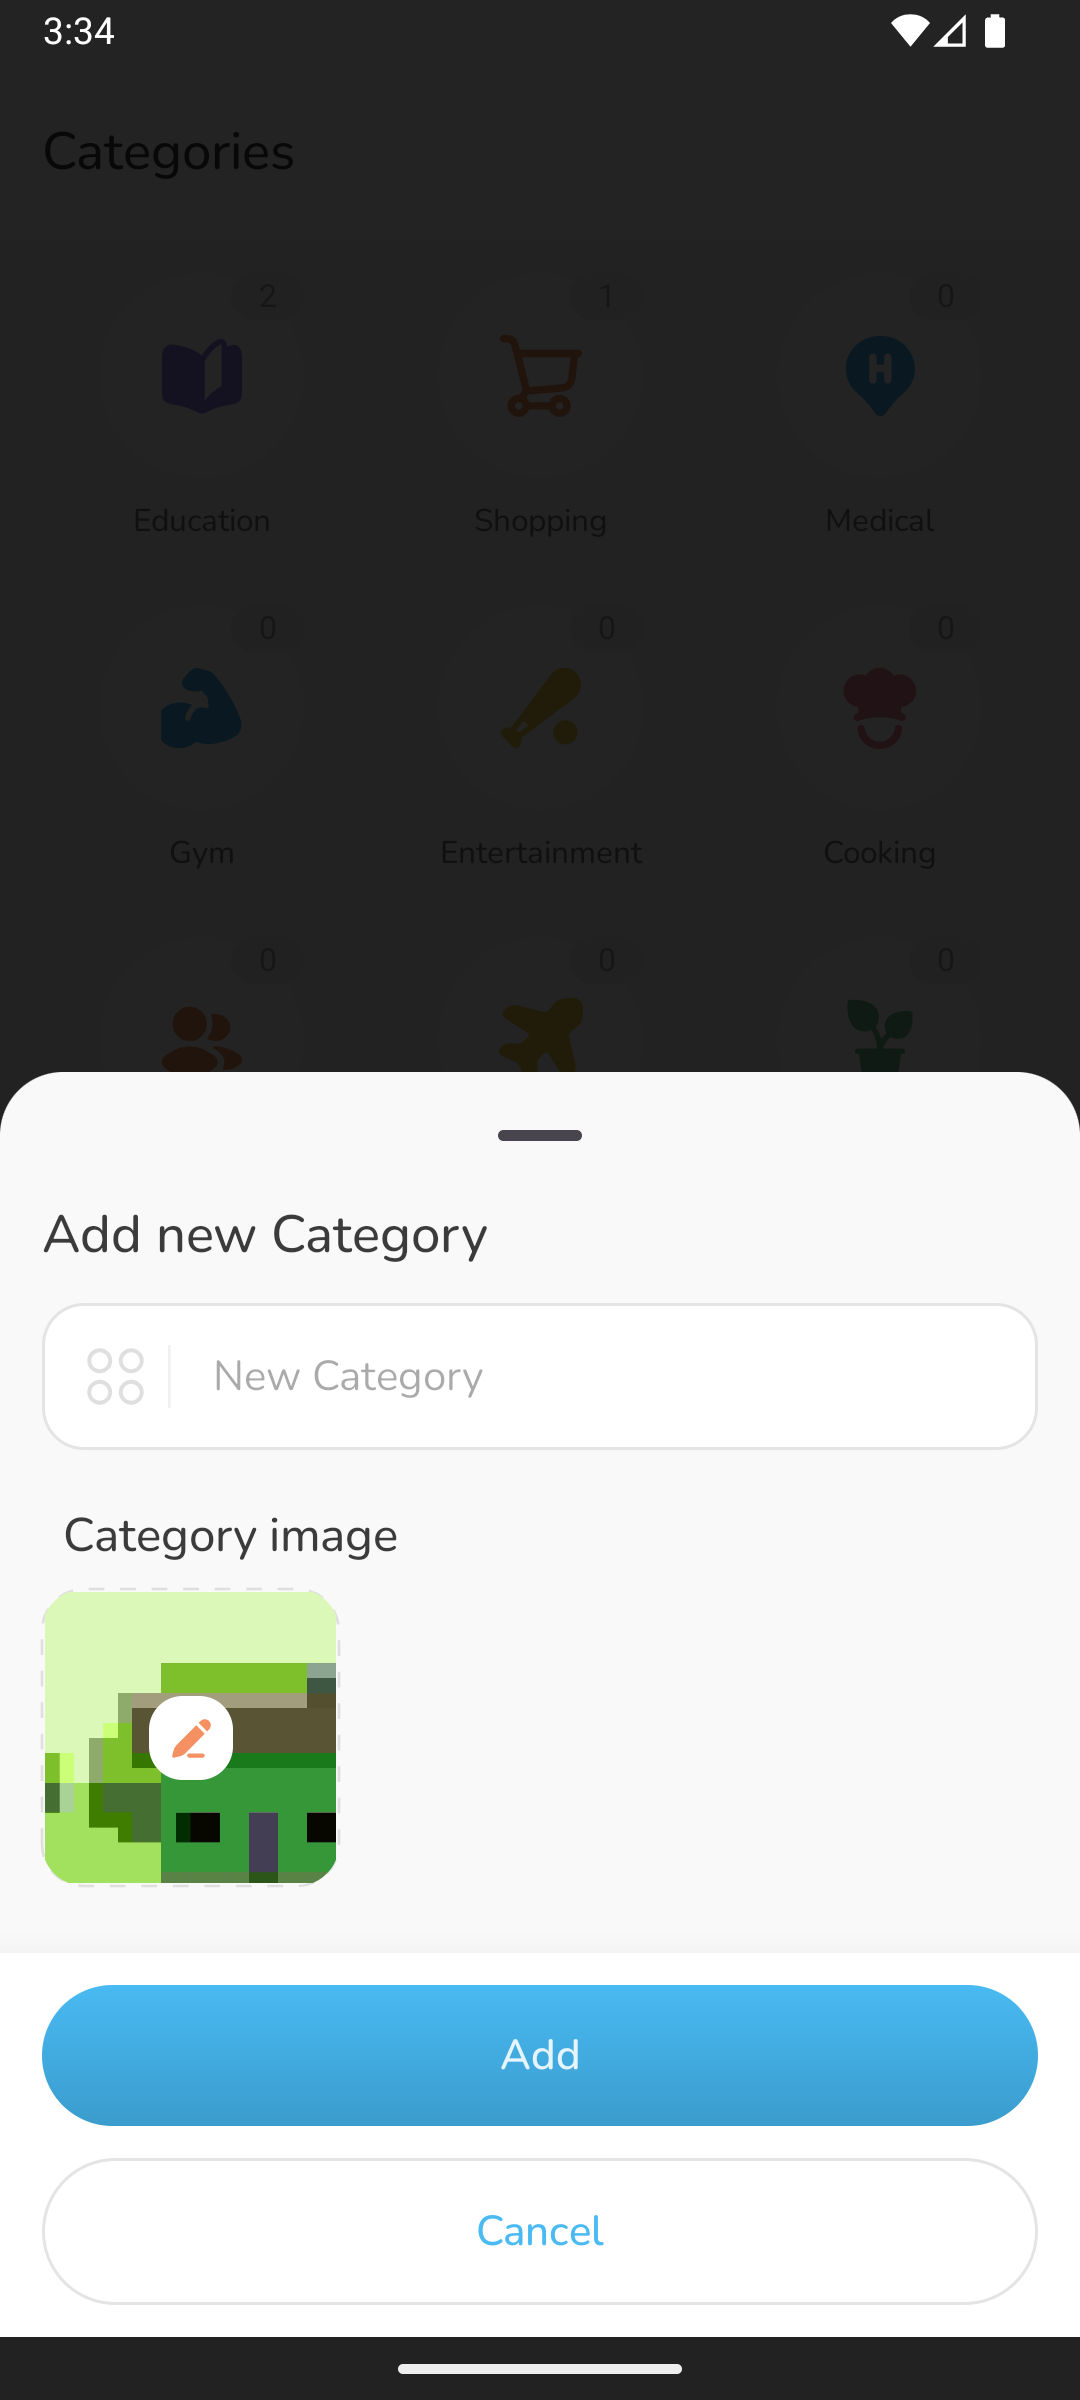 3:34
Categories
2
1
0
Education
Shopping
Medical
0
0
0
Gym
Entertainment
Cooking
0
0
0
Add new Category
New Category
Category image
Add
Cancel